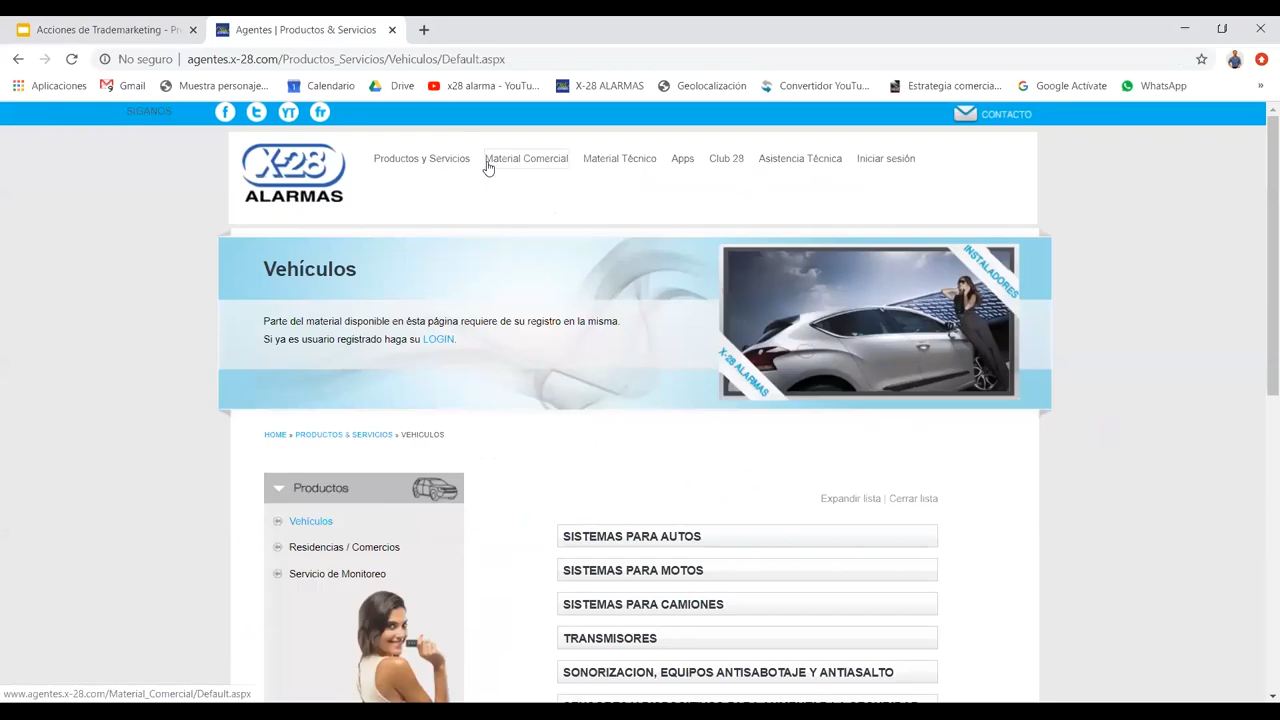 Acciones de Trademarketing - Pr
Agentes | Productos & Servicios
No seguro | agentes.x-28.com/Productos_Servicios/Vehiculos/Default.aspx
Aplicaciones
Gmail
Muestra personaje...
Calendario
Drive
x28 alarma - YouTu...
X-28 ALARMAS
Geolocalización
Convertidor YouTu...
Estrategia comercia...
Google Actívate
WhatsApp
»
SIGANOS
CONTACTO
X-28
ALARMAS
Productos y Servicios
Material Comercial
Material Técnico
Apps
Club 28
Asistencia Técnica
Iniciar sesión
Vehículos
Parte del material disponible en ésta página requiere de su registro en la misma.
Si ya es usuario registrado haga su LOGIN.
INSTALADORES
X-28 ALARMAS
HOME » PRODUCTOS & SERVICIOS » VEHICULOS
Productos
Vehículos
Residencias / Comercios
Servicio de Monitoreo
Expandir lista | Cerrar lista
SISTEMAS PARA AUTOS
SISTEMAS PARA MOTOS
SISTEMAS PARA CAMIONES
TRANSMISORES
SONORIZACION, EQUIPOS ANTISABOTAJE Y ANTIASALTO
www.agentes.x-28.com/Material_Comercial/Default.aspx